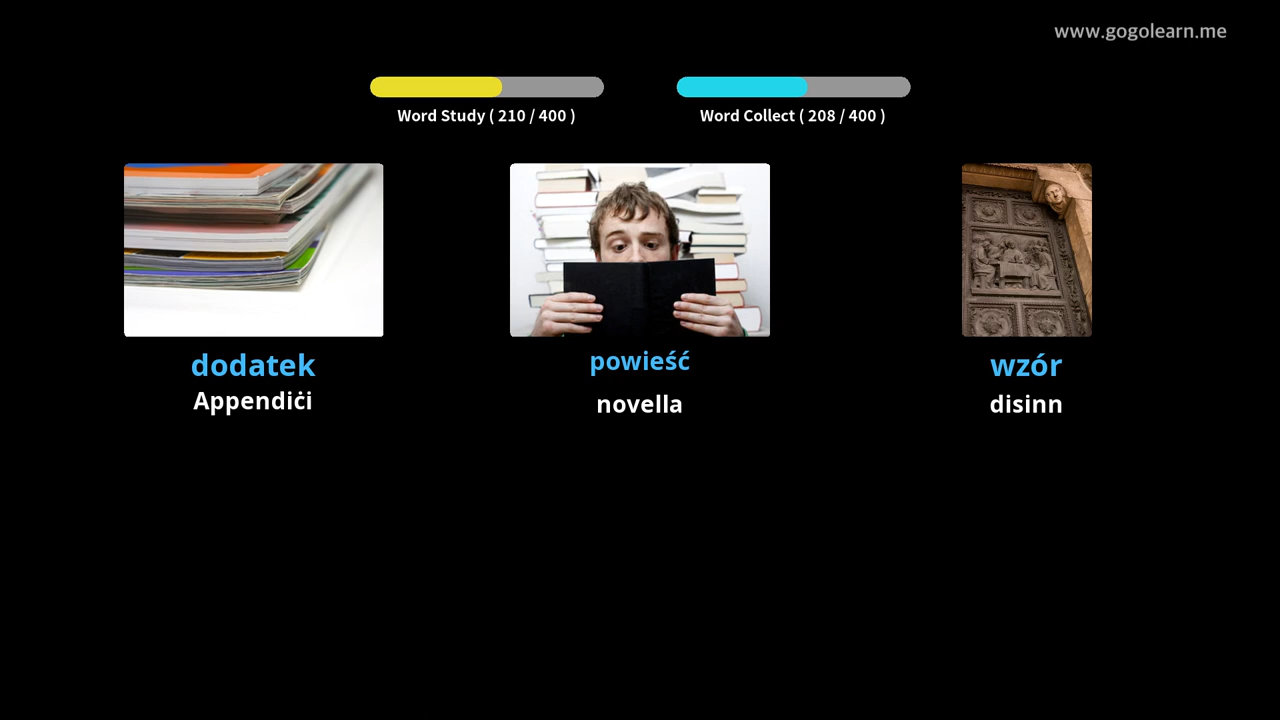 www.gogolearn.me
Word Study ( 210 / 400 )
Word Collect ( 208 / 400 )
dodatek
Appendiċi
powieść
novella
wzór
disinn